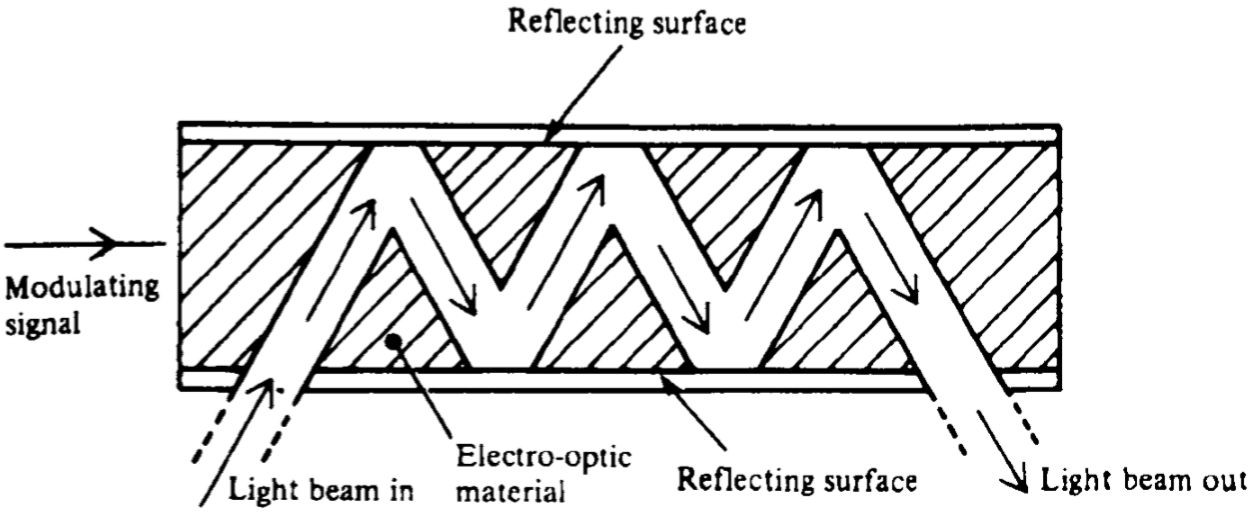 Reflecting surface
Modulating
signal
Electro-optic
material
Light beam in
Reflecting surface
Light beam out